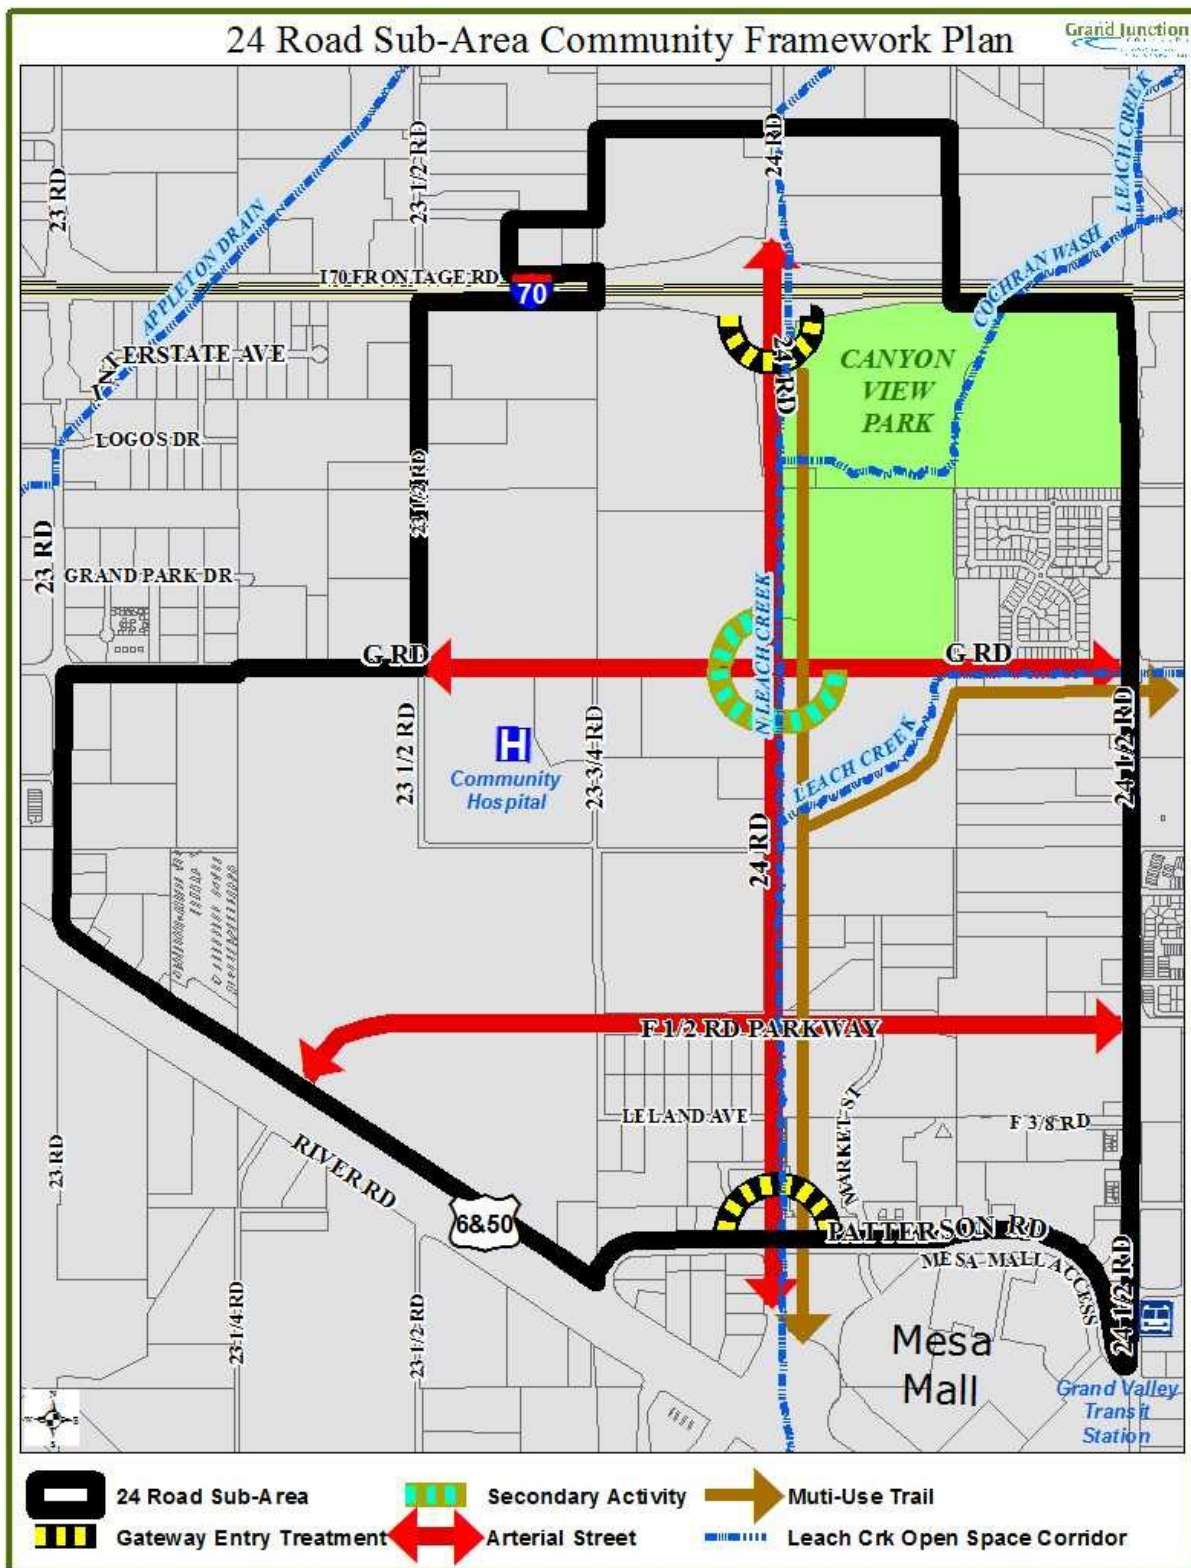 24 Road Sub-Area Community Framework Plan
Grand Junction
23 RD
23-1/2 RD
24 RD
LEACH CREEK
APPLETON DRAIN
COCHRAN WASH
I70 FRONTAGE RD
70
INTERSTATE AVE
24 RD
CANYON
VIEW
PARK
LOGOS DR
23 1/2 RD
23 RD
GRAND PARK DR
N LEACH CREEK
G RD
G RD
23 1/2 RD
H
Community
Hospital
23-3/4 RD
LEACH CREEK
24 1/2 RD
24 RD
F 1/2 RD PARKWAY
LELAND AVE
MARKET ST
F 3/8 RD
23 RD
RIVER RD
6&50
PATTERSON RD
MESA MALL ACCESS
24 1/2 RD
23-1/4 RD
23-1/2 RD
Mesa
Mall
Grand Valley
Transit
Station
24 Road Sub-Area
Secondary Activity
Muti-Use Trail
Gateway Entry Treatment
Arterial Street
Leach Crk Open Space Corridor